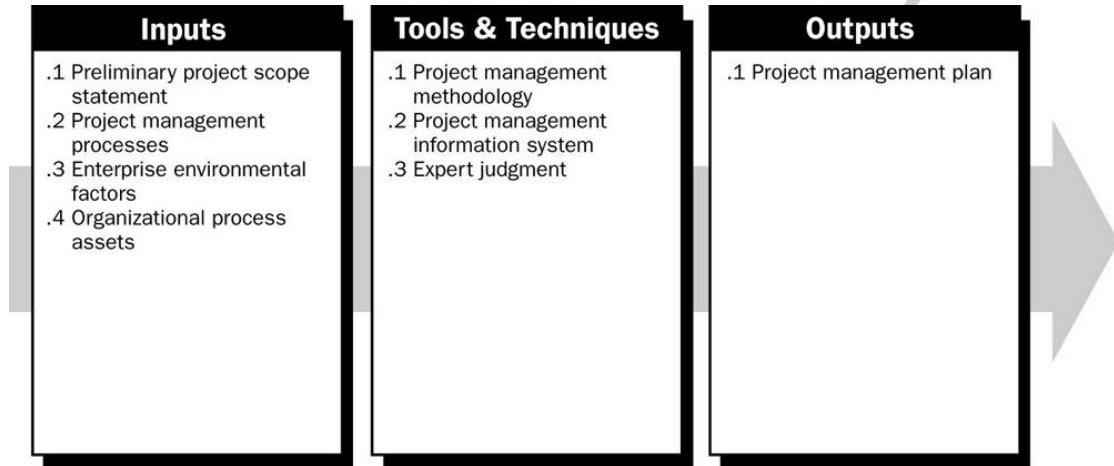 Inputs
.1 Preliminary project scope
statement
.2 Project management
processes
.3 Enterprise environmental
factors
.4 Organizational process
assets
Tools & Techniques
.1 Project management
methodology
.2 Project management
information system
.3 Expert judgment
Outputs
.1 Project management plan